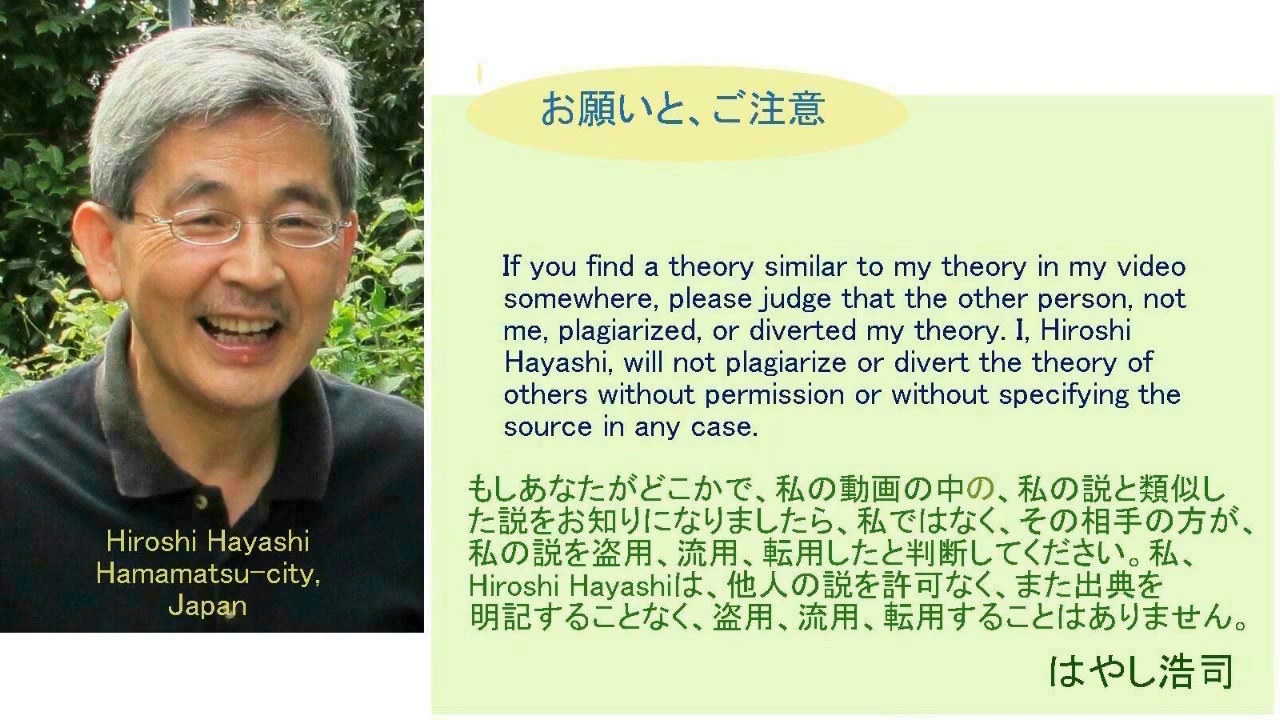 Hiroshi Hayashi
Hamamatsu-city,
Japan
お願いと、ご注意
If you find a theory similar to my theory in my video
somewhere, please judge that the other person, not
me, plagiarized, or diverted my theory. I, Hiroshi
Hayashi, will not plagiarize or divert the theory of
others without permission or without specifying the
source in any case.
もしあなたがどこかで、私の動画の中の、私の説と類似し
た説をお知りになりましたら、私ではなく、その相手の方が、
私の説を盗用、流用、転用したと判断してください。私、
Hiroshi Hayashiは、他人の説を許可なく、また出典を
明記することなく、盗用、流用、転用することはありません。
はやし浩司